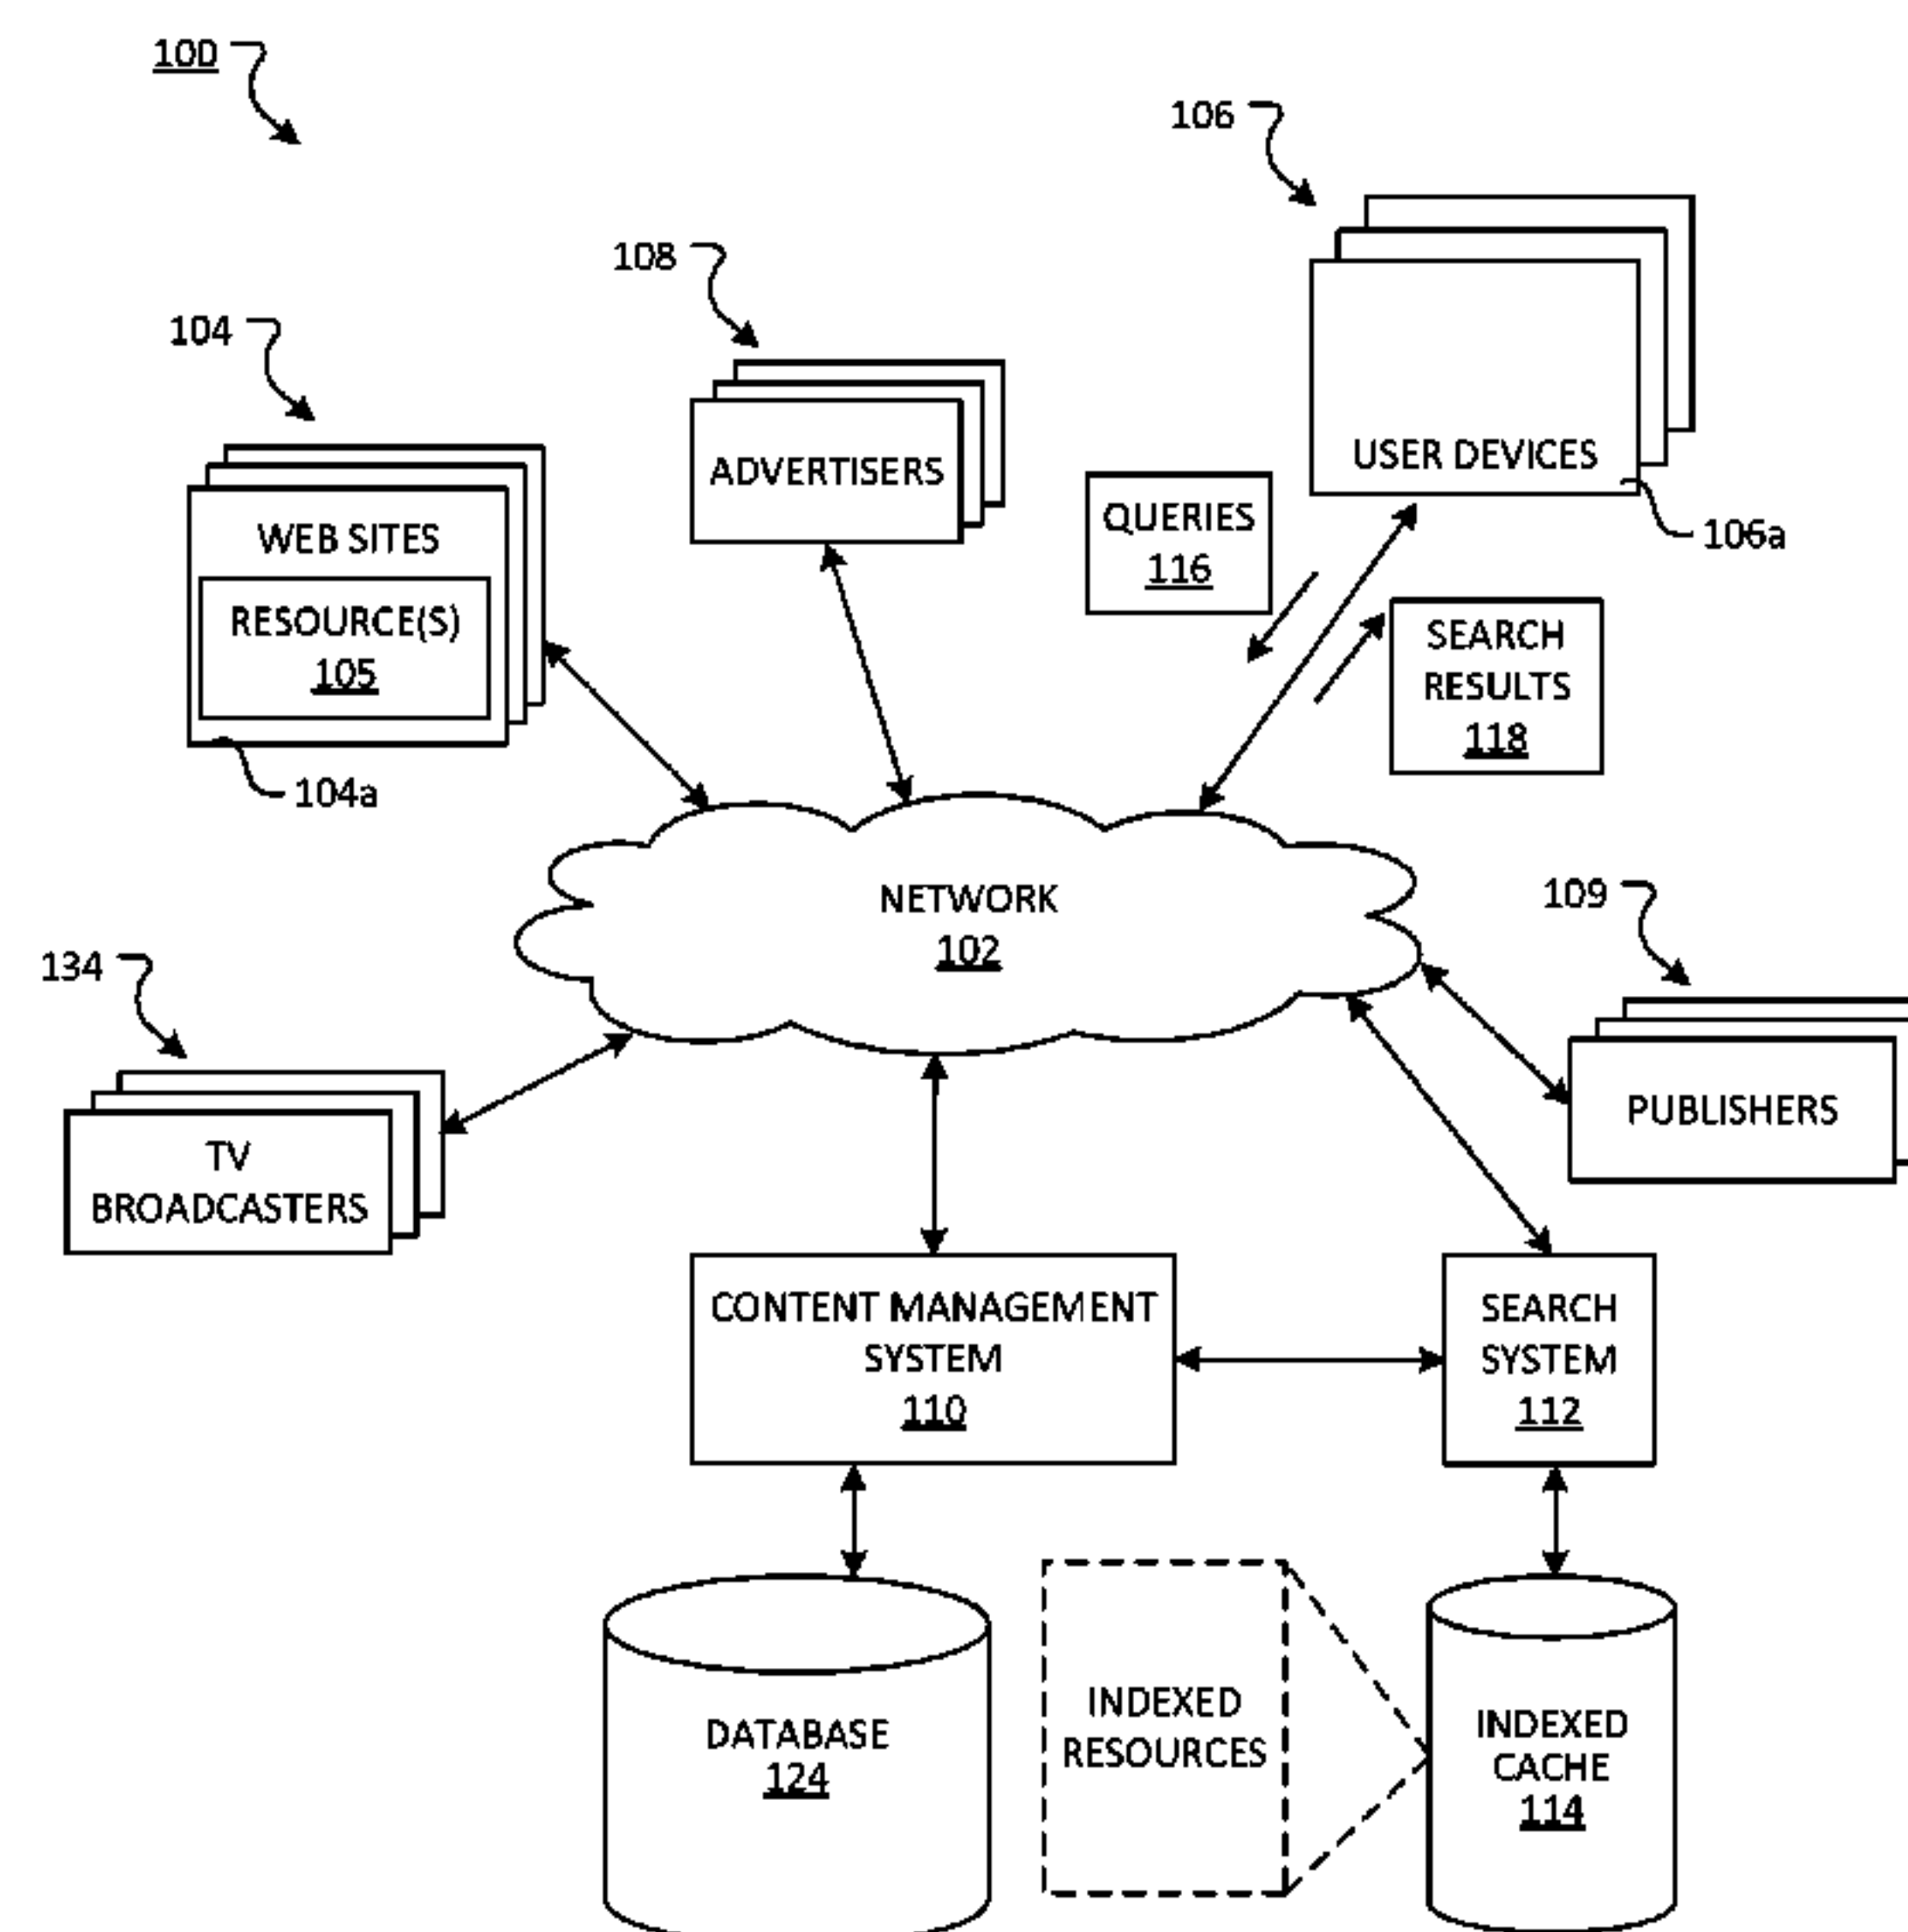 100
106
108
104
USER DEVICES
106a
ADVERTISERS
QUERIES
116
WEB SITES
RESOURCE(S)
105
104a
SEARCH
RESULTS
118
NETWORK
102
109
134
PUBLISHERS
TV
BROADCASTERS
CONTENT MANAGEMENT
SYSTEM
110
SEARCH
SYSTEM
112
DATABASE
124
INDEXED
RESOURCES
INDEXED
CACHE
114